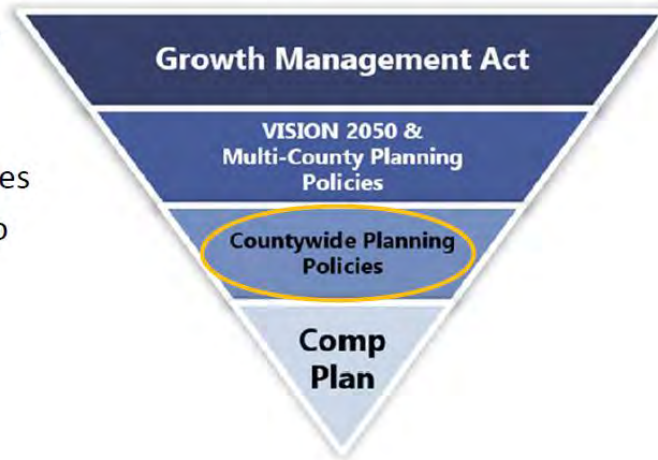 Growth Management Act
VISION 2050 &
Multi-County Planning
Policies
Countywide Planning
Policies
Comp
Plan